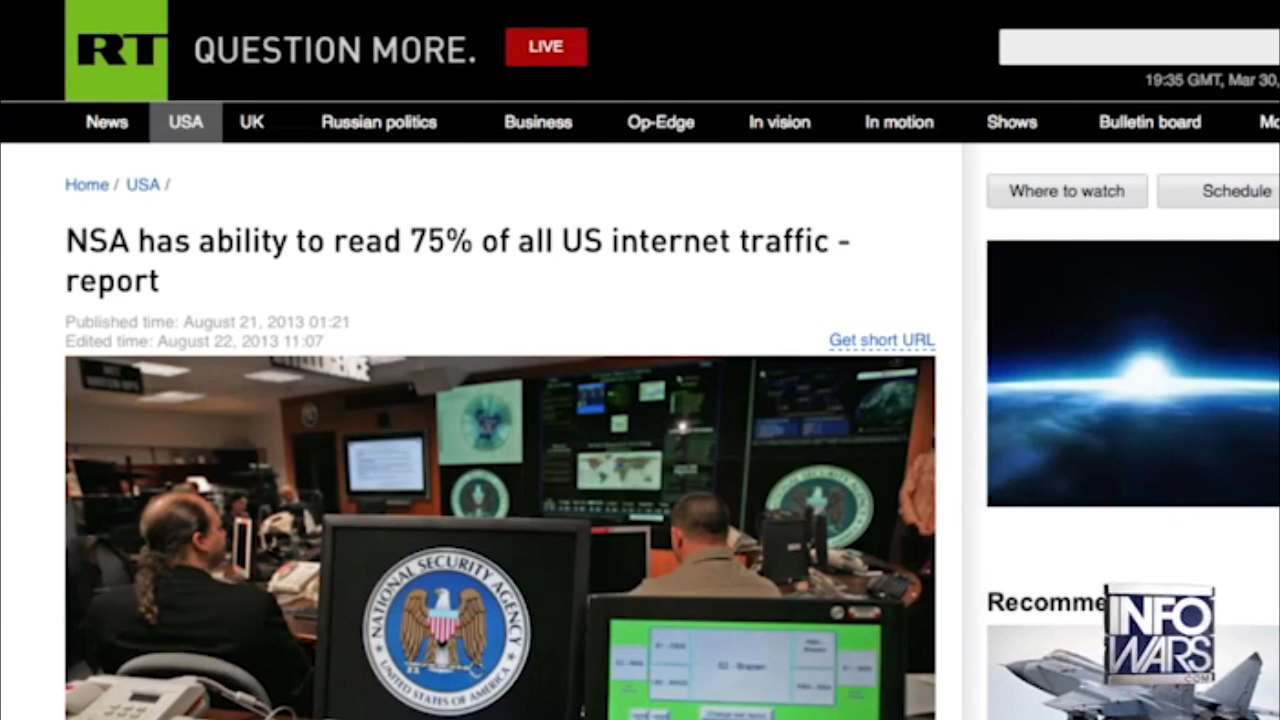 RT QUESTION MORE. LIVE
19:35 GMT, Mar 30,
News USA UK Russian politics Business Op-Edge In vision In motion Shows Bulletin board Mo
Home / USA /
Where to watch Schedule
NSA has ability to read 75% of all US internet traffic -
report
Published time: August 21, 2013 01:21
Edited time: August 22, 2013 11:07
Get short URL
NATIONAL SECURITY AGENCY
UNITED STATES OF AMERICA
Recomme
INFO
WARS
.COM